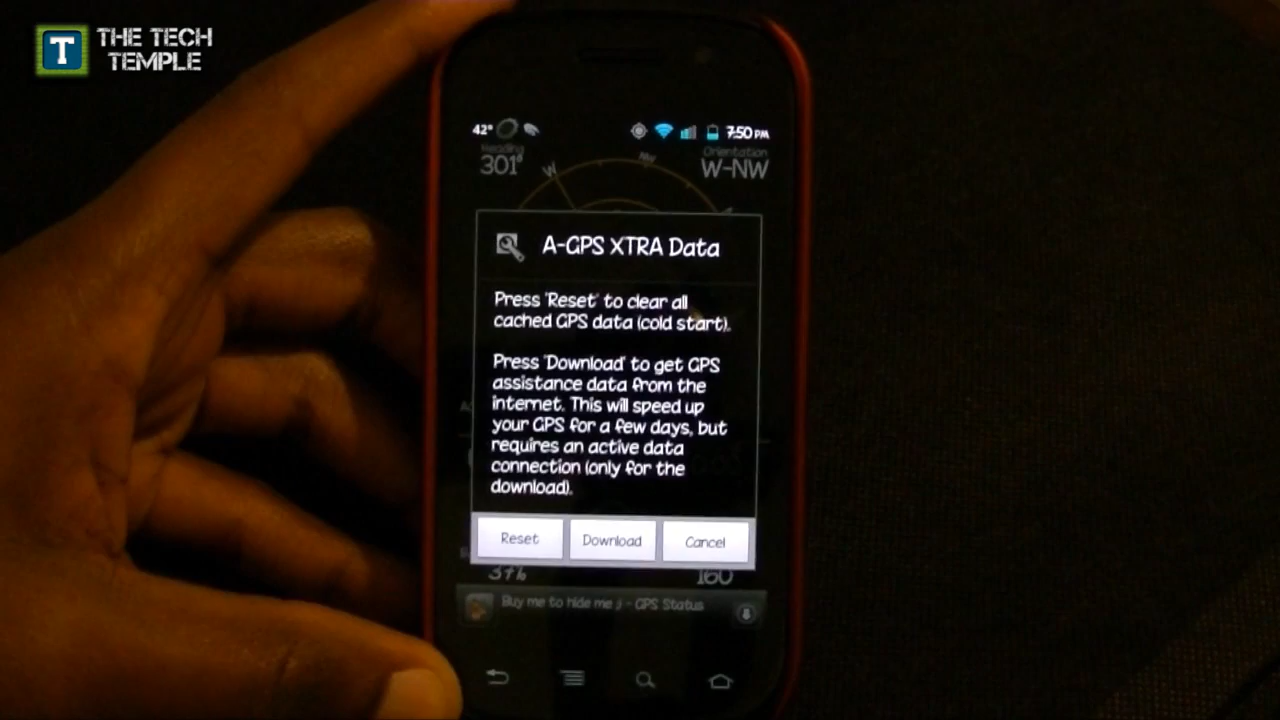 THE TECH
TEMPLE
T
42° 7:50 PM
Heading Orientation
301° W-NW
W NW
A-GPS XTRA Data
Press 'Reset' to clear all
cached GPS data (cold start).
Press 'Download' to get GPS
assistance data from the
internet. This will speed up
your GPS for a few days, but
requires an active data
connection (only for the
download).
Reset Download Cancel
37% 160
Buy me to hide me ;) - GPS Status